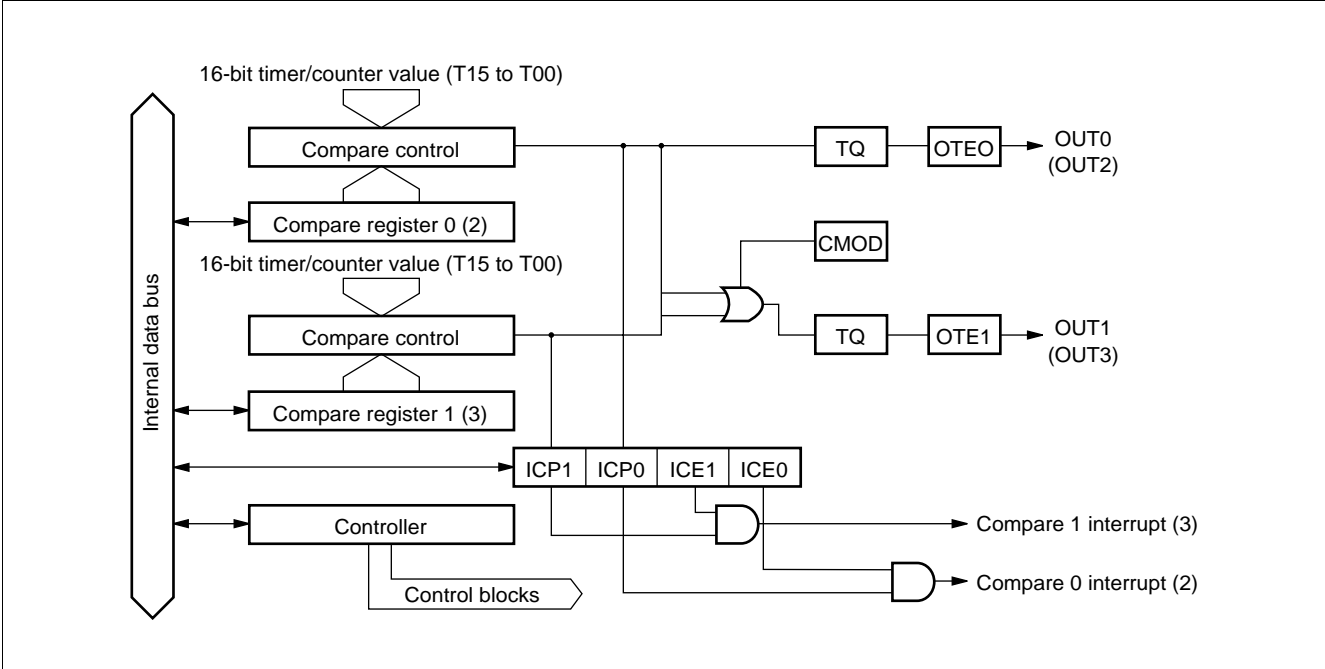 16-bit timer/counter value (T15 to T00)
Compare control
TQ
OTEO
OUT0
(OUT2)
Compare register 0 (2)
CMOD
16-bit timer/counter value (T15 to T00)
Internal data bus
Compare control
TQ
OTE1
OUT1
(OUT3)
Compare register 1 (3)
ICP1 ICP0 ICE1 ICE0
Controller
Compare 1 interrupt (3)
Control blocks
Compare 0 interrupt (2)